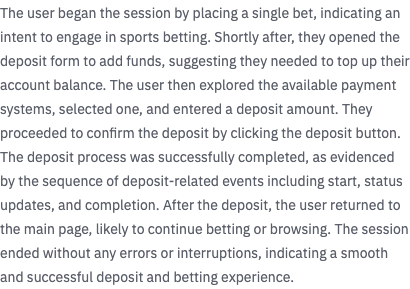 The user began the session by placing a single bet, indicating an
intent to engage in sports betting. Shortly after, they opened the
deposit form to add funds, suggesting they needed to top up their
account balance. The user then explored the available payment
systems, selected one, and entered a deposit amount. They
proceeded to confirm the deposit by clicking the deposit button.
The deposit process was successfully completed, as evidenced
by the sequence of deposit-related events including start, status
updates, and completion. After the deposit, the user returned to
the main page, likely to continue betting or browsing. The session
ended without any errors or interruptions, indicating a smooth
and successful deposit and betting experience.